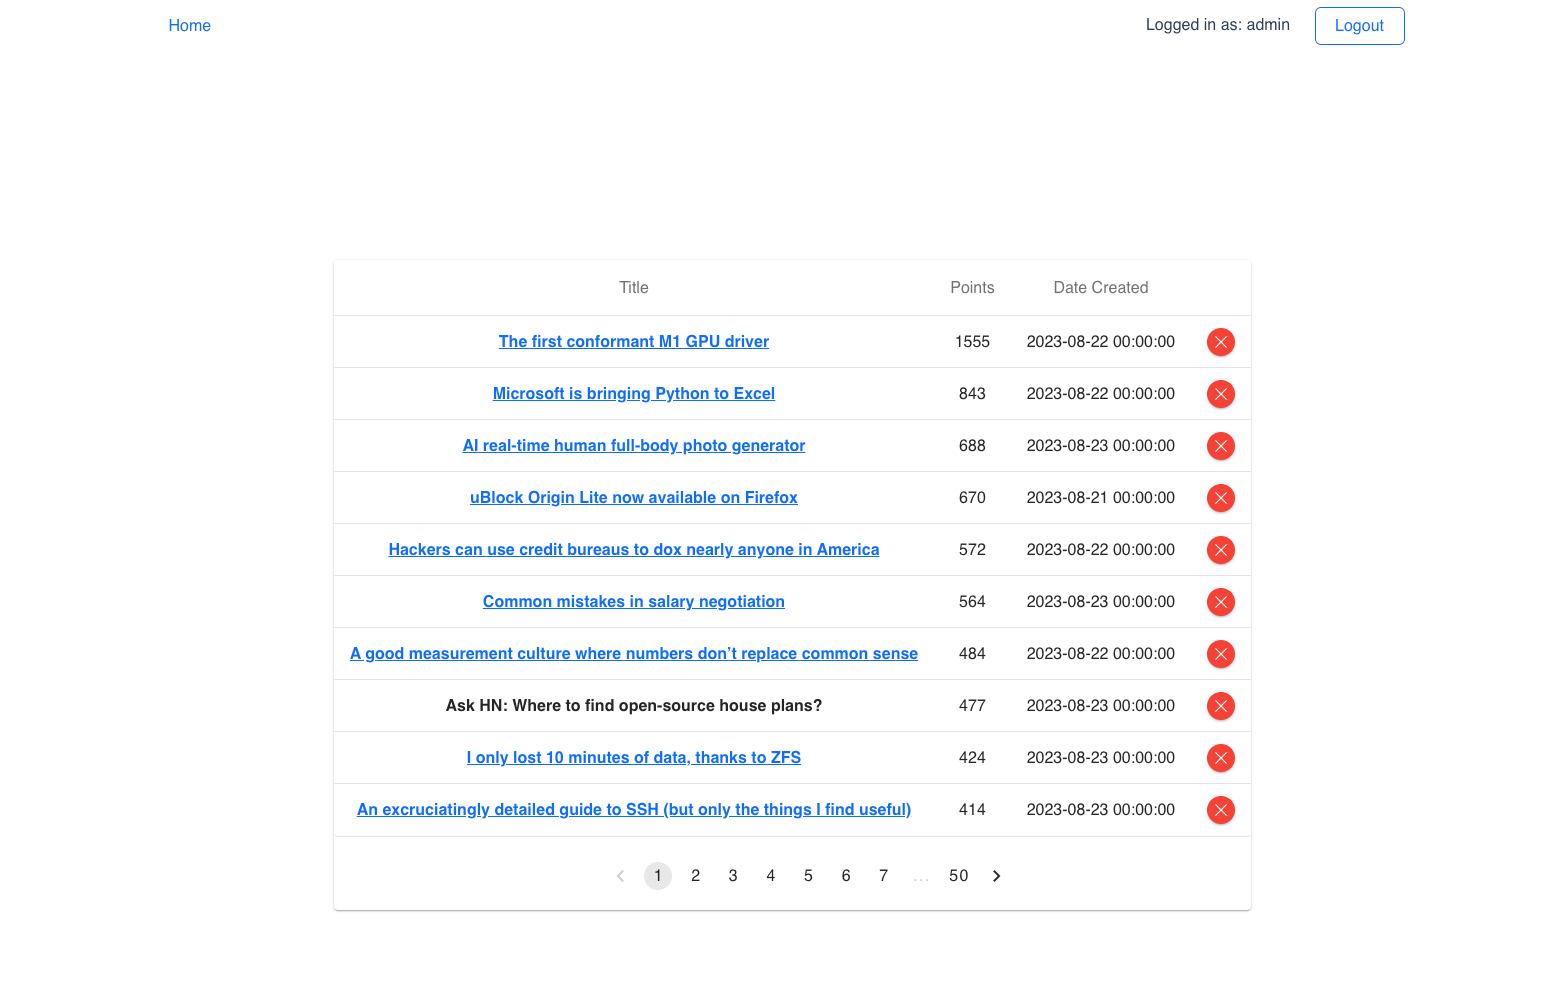 Home Logged in as: admin Logout
Title Points Date Created
The first conformant M1 GPU driver 1555 2023-08-22 00:00:00
Microsoft is bringing Python to Excel 843 2023-08-22 00:00:00
AI real-time human full-body photo generator 688 2023-08-23 00:00:00
uBlock Origin Lite now available on Firefox 670 2023-08-21 00:00:00
Hackers can use credit bureaus to dox nearly anyone in America 572 2023-08-22 00:00:00
Common mistakes in salary negotiation 564 2023-08-23 00:00:00
A good measurement culture where numbers don’t replace common sense 484 2023-08-22 00:00:00
Ask HN: Where to find open-source house plans? 477 2023-08-23 00:00:00
I only lost 10 minutes of data, thanks to ZFS 424 2023-08-23 00:00:00
An excruciatingly detailed guide to SSH (but only the things I find useful) 414 2023-08-23 00:00:00
1 2 3 4 5 6 7 ... 50